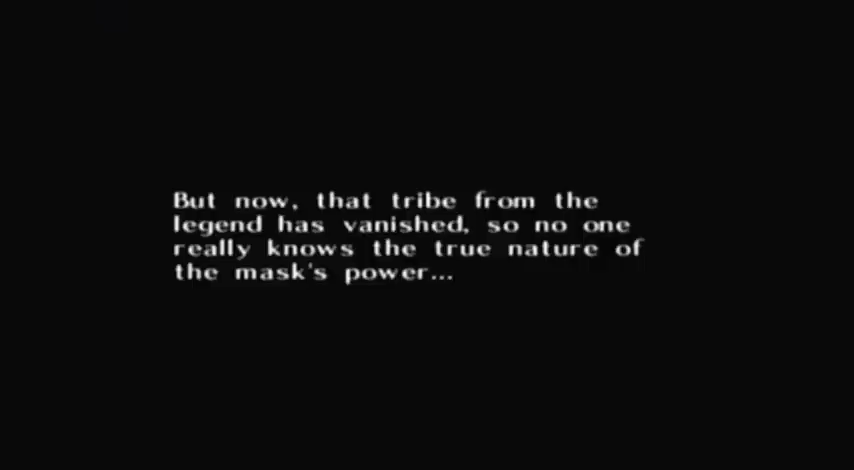 But now, that tribe from the
legend has vanished, so no one
really knows the true nature of
the mask's power...